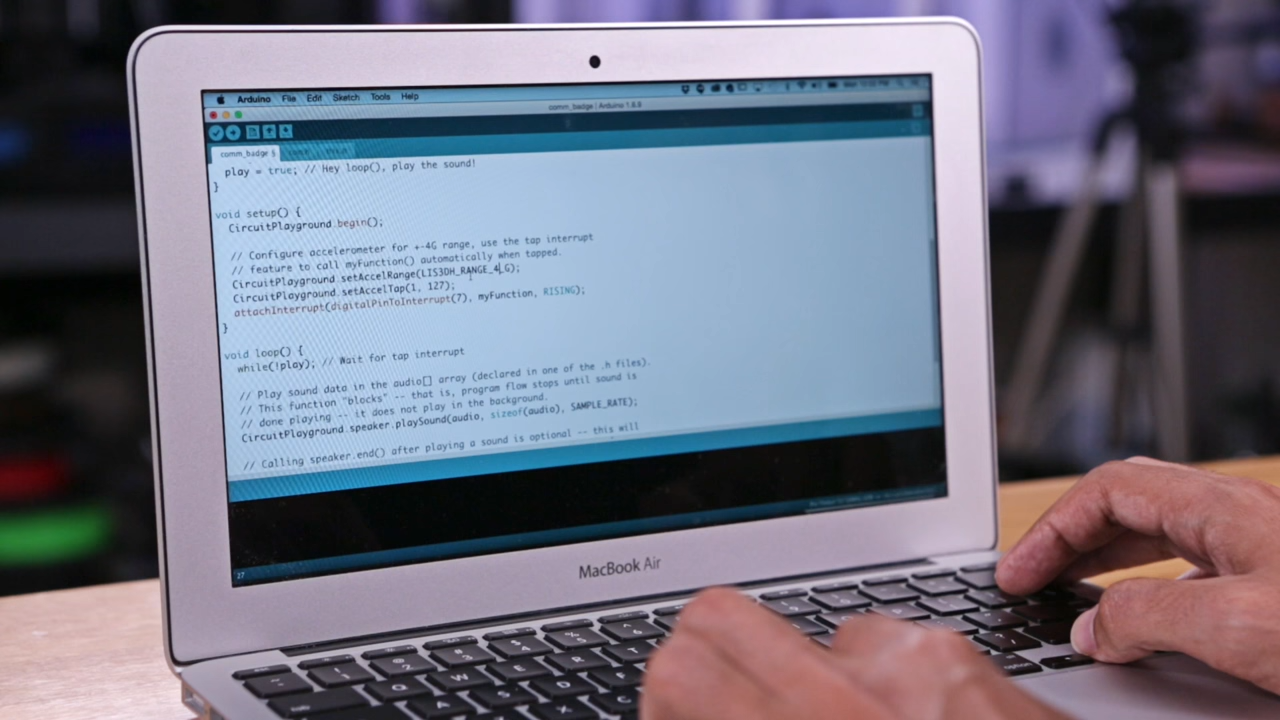 Arduino File Edit Sketch Tools Help
comm_badge | Arduino 1.6.9
comm_badge §
play = true; // Hey loop(), play the sound!
}
void setup() {
CircuitPlayground.begin();
// Configure accelerometer for +-4G range, use the tap interrupt
// feature to call myFunction() automatically when tapped.
CircuitPlayground.setAccelRange(LIS3DH_RANGE_4_G);
CircuitPlayground.setAccelTap(1, 127);
attachInterrupt(digitalPinToInterrupt(7), myFunction, RISING);
}
void loop() {
while(!play); // Wait for tap interrupt
// Play sound data in the audio[] array (declared in one of the .h files).
// This function "blocks" -- that is, program flow stops until sound is
// done playing -- it does not play in the background.
CircuitPlayground.speaker.playSound(audio, sizeof(audio), SAMPLE_RATE);
// Calling speaker.end() after playing a sound is optional -- this will
27
MacBook Air